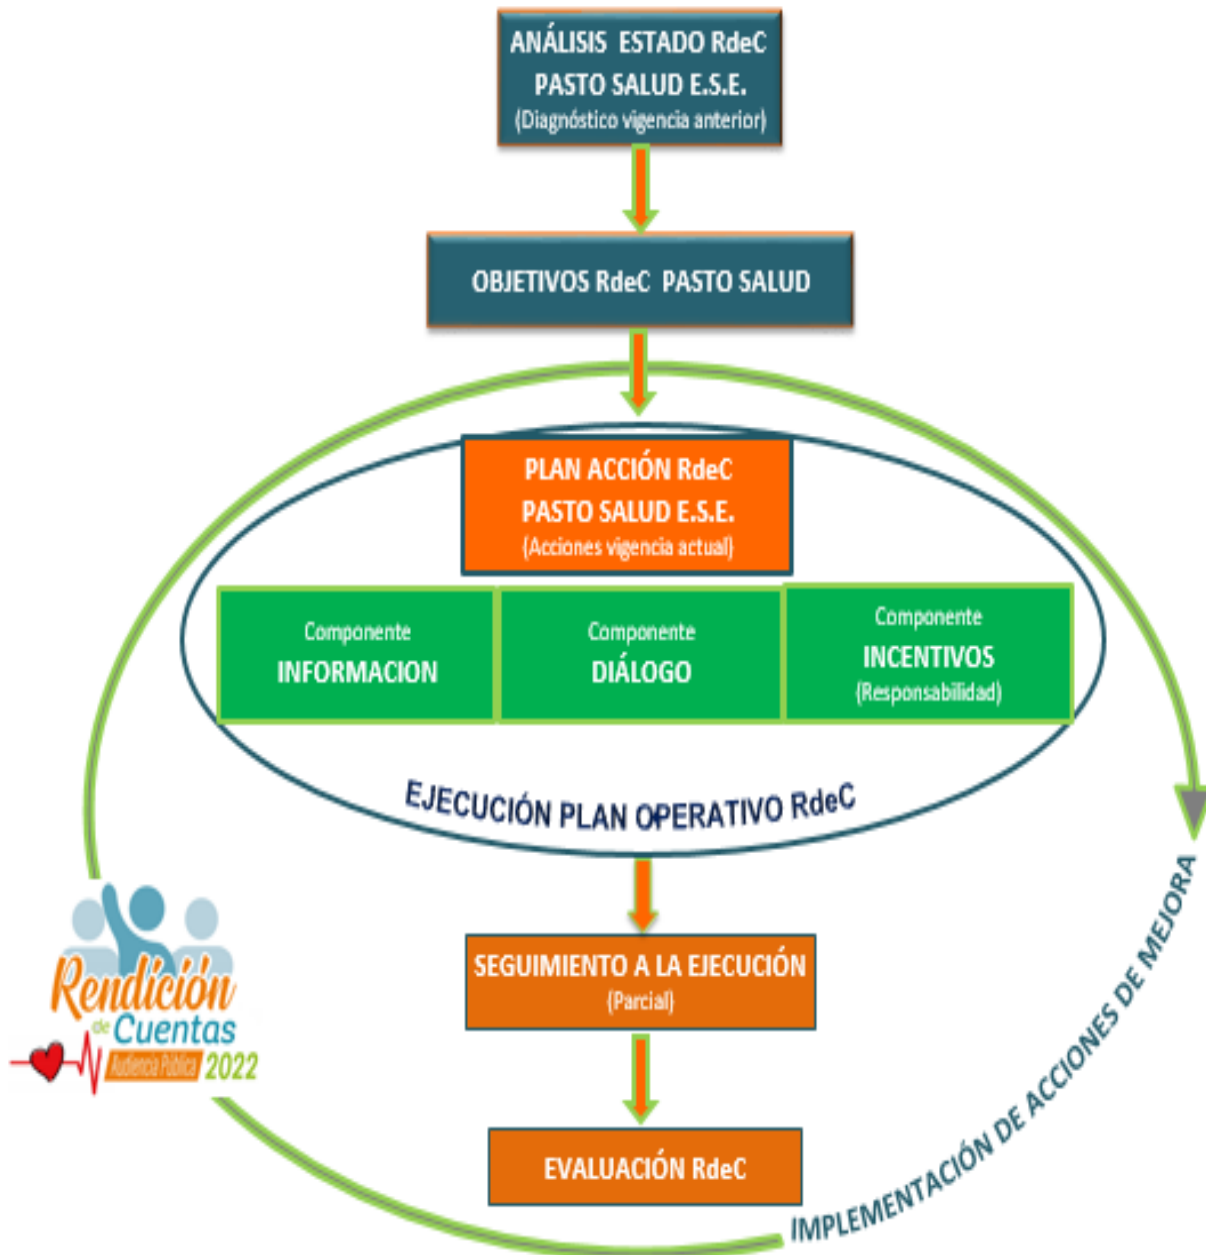 ANÁLISIS ESTADO RdeC
PASTO SALUD E.S.E.
(Diagnóstico vigencia anterior)
OBJETIVOS RdeC PASTO SALUD
PLAN ACCIÓN RdeC
PASTO SALUD E.S.E.
(Acciones vigencia actual)
Componente
INFORMACION
Componente
DIÁLOGO
Componente
INCENTIVOS
(Responsabilidad)
EJECUCIÓN PLAN OPERATIVO RdeC
SEGUIMIENTO A LA EJECUCIÓN
(Parcial)
EVALUACIÓN RdeC
IMPLEMENTACIÓN DE ACCIONES DE MEJORA
Rendición
de Cuentas
Audiencia Pública 2022